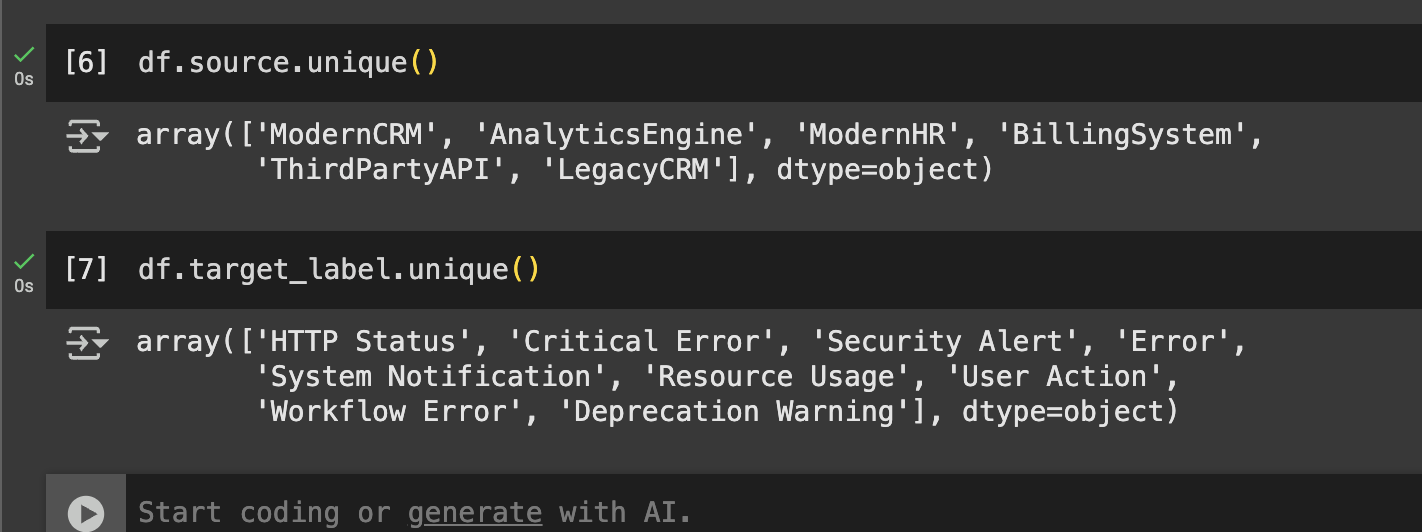 [6] df.source.unique()
0s
array(['ModernCRM', 'AnalyticsEngine', 'ModernHR', 'BillingSystem',
'ThirdPartyAPI', 'LegacyCRM'], dtype=object)
[7] df.target_label.unique()
0s
array(['HTTP Status', 'Critical Error', 'Security Alert', 'Error',
'System Notification', 'Resource Usage', 'User Action',
'Workflow Error', 'Deprecation Warning'], dtype=object)
Start coding or generate with AI.